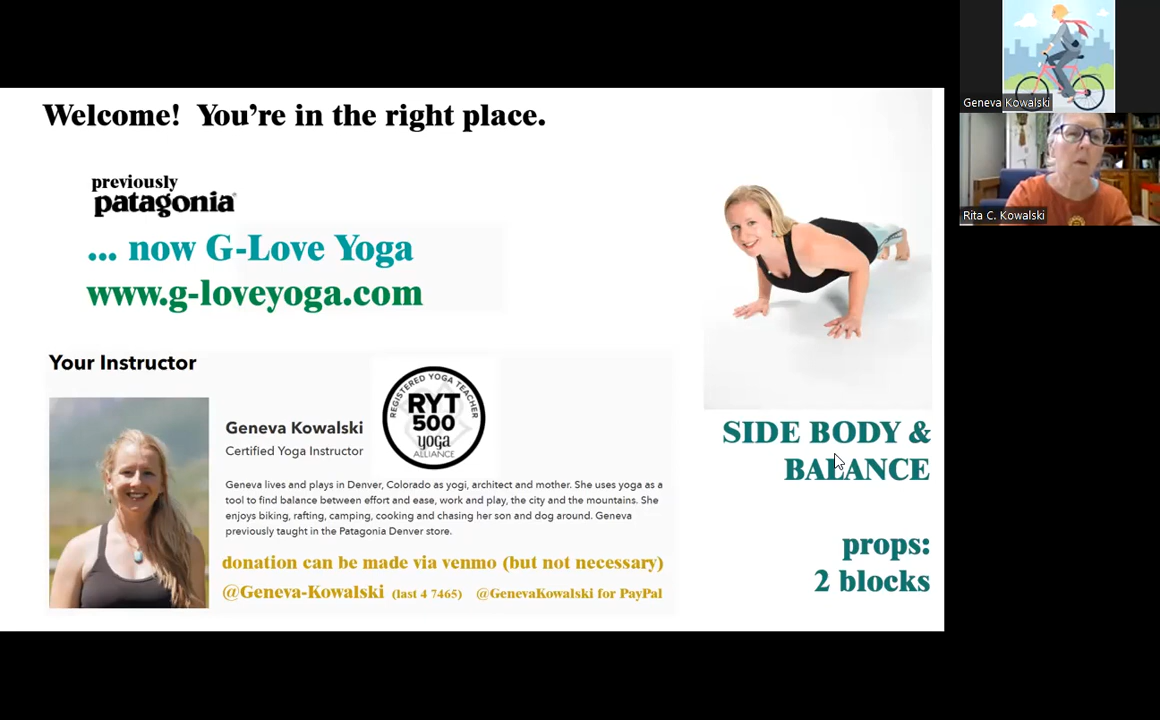 Welcome!  You’re in the right place.
previously
patagonia®
... now G-Love Yoga
www.g-loveyoga.com
Your Instructor
Geneva Kowalski
Certified Yoga Instructor
REGISTERED YOGA TEACHER
RYT
500
yoga
ALLIANCE
Geneva lives and plays in Denver, Colorado as yogi, architect and mother. She uses yoga as a
tool to find balance between effort and ease, work and play, the city and the mountains. She
enjoys biking, rafting, camping, cooking and chasing her son and dog around. Geneva
previously taught in the Patagonia Denver store.
donation can be made via venmo (but not necessary)
@Geneva-Kowalski (last 4 7465) @GenevaKowalski for PayPal
SIDE BODY &
BALANCE
props:
2 blocks
Geneva Kowalski
Rita C. Kowalski